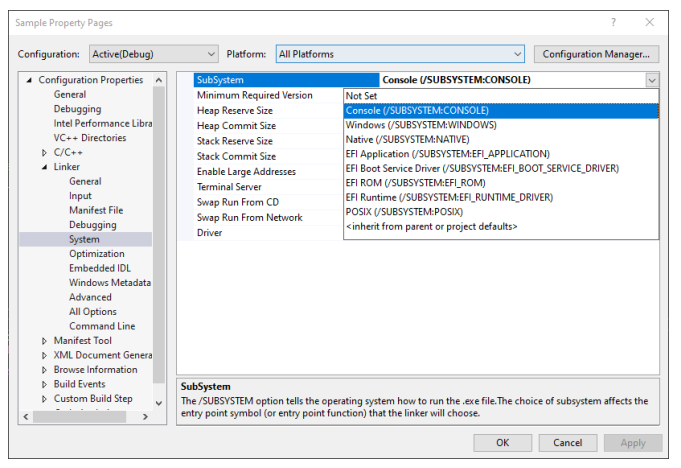 Sample Property Pages
?
Configuration: Active(Debug) Platform: All Platforms Configuration Manager...
Configuration Properties
General
Debugging
Intel Performance Libra
VC++ Directories
C/C++
Linker
General
Input
Manifest File
Debugging
System
Optimization
Embedded IDL
Windows Metadata
Advanced
All Options
Command Line
Manifest Tool
XML Document Genera
Browse Information
Build Events
Custom Build Step
SubSystem Console (/SUBSYSTEM:CONSOLE)
Minimum Required Version
Heap Reserve Size
Heap Commit Size
Stack Reserve Size
Stack Commit Size
Enable Large Addresses
Terminal Server
Swap Run From CD
Swap Run From Network
Driver
Not Set
Console (/SUBSYSTEM:CONSOLE)
Windows (/SUBSYSTEM:WINDOWS)
Native (/SUBSYSTEM:NATIVE)
EFI Application (/SUBSYSTEM:EFI_APPLICATION)
EFI Boot Service Driver (/SUBSYSTEM:EFI_BOOT_SERVICE_DRIVER)
EFI ROM (/SUBSYSTEM:EFI_ROM)
EFI Runtime (/SUBSYSTEM:EFI_RUNTIME_DRIVER)
POSIX (/SUBSYSTEM:POSIX)
<inherit from parent or project defaults>
SubSystem
The /SUBSYSTEM option tells the operating system how to run the .exe file.The choice of subsystem affects the
entry point symbol (or entry point function) that the linker will choose.
OK Cancel Apply